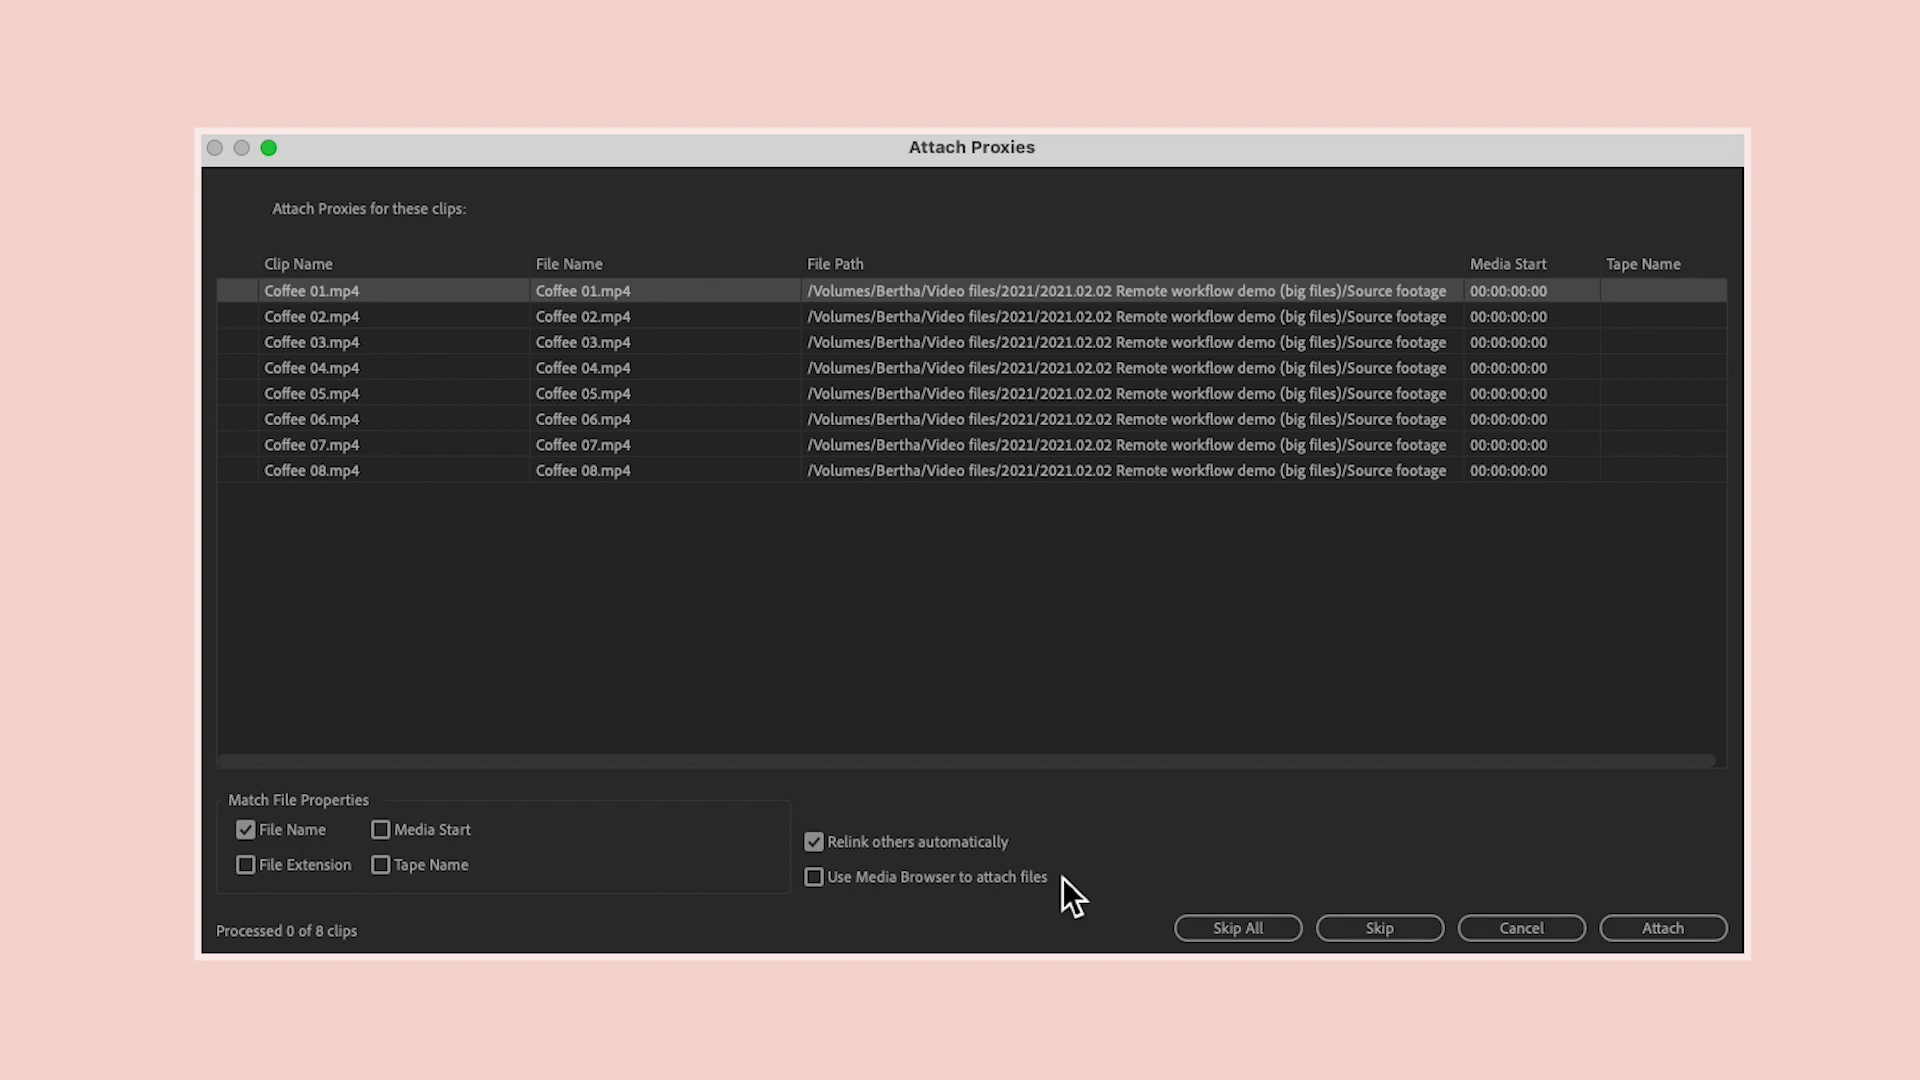 Attach Proxies
Attach Proxies for these clips:
Clip Name File Name File Path Media Start Tape Name
Coffee 01.mp4 Coffee 01.mp4 /Volumes/Bertha/Video files/2021/2021.02.02 Remote workflow demo (big files)/Source footage 00:00:00:00
Coffee 02.mp4 Coffee 02.mp4 /Volumes/Bertha/Video files/2021/2021.02.02 Remote workflow demo (big files)/Source footage 00:00:00:00
Coffee 03.mp4 Coffee 03.mp4 /Volumes/Bertha/Video files/2021/2021.02.02 Remote workflow demo (big files)/Source footage 00:00:00:00
Coffee 04.mp4 Coffee 04.mp4 /Volumes/Bertha/Video files/2021/2021.02.02 Remote workflow demo (big files)/Source footage 00:00:00:00
Coffee 05.mp4 Coffee 05.mp4 /Volumes/Bertha/Video files/2021/2021.02.02 Remote workflow demo (big files)/Source footage 00:00:00:00
Coffee 06.mp4 Coffee 06.mp4 /Volumes/Bertha/Video files/2021/2021.02.02 Remote workflow demo (big files)/Source footage 00:00:00:00
Coffee 07.mp4 Coffee 07.mp4 /Volumes/Bertha/Video files/2021/2021.02.02 Remote workflow demo (big files)/Source footage 00:00:00:00
Coffee 08.mp4 Coffee 08.mp4 /Volumes/Bertha/Video files/2021/2021.02.02 Remote workflow demo (big files)/Source footage 00:00:00:00
Match File Properties
File Name Media Start
File Extension Tape Name
Relink others automatically
Use Media Browser to attach files
Processed 0 of 8 clips
Skip All Skip Cancel Attach